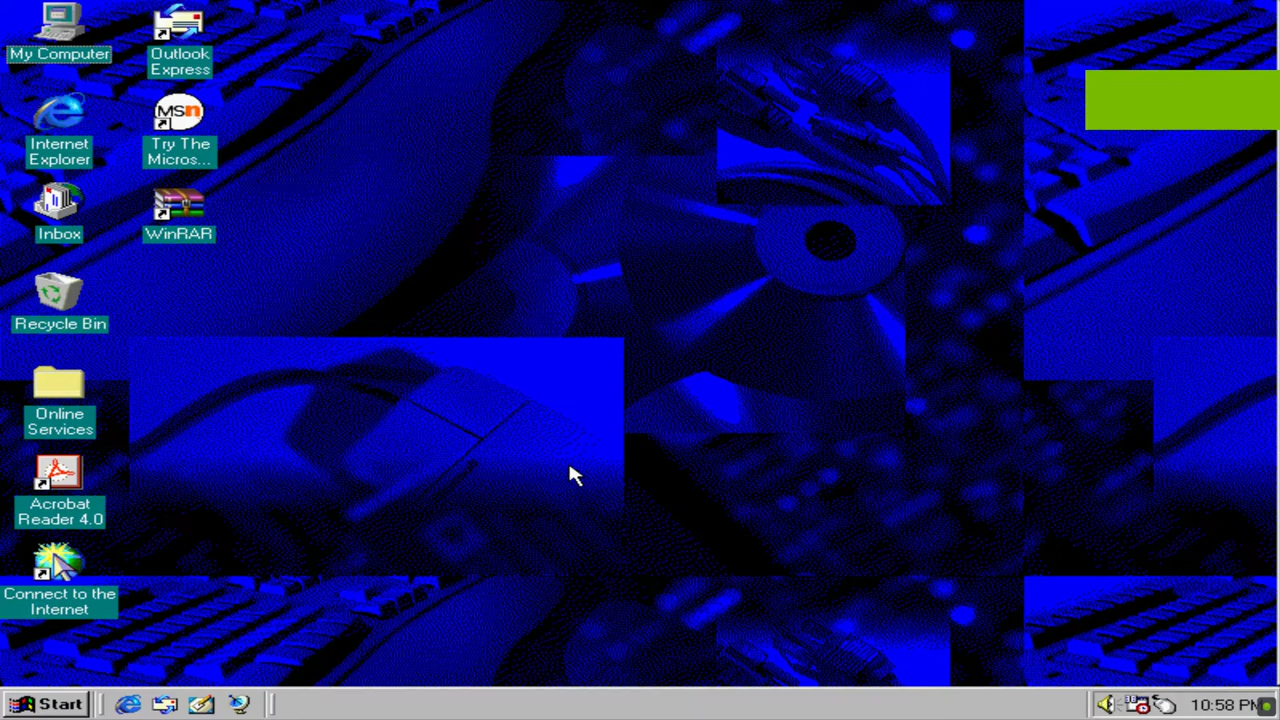 My Computer
Outlook
Express
Internet
Explorer
MSn
Try The
Micros...
Inbox
WinRAR
Recycle Bin
Online
Services
Acrobat
Reader 4.0
Connect to the
Internet
Start
10:58 PM